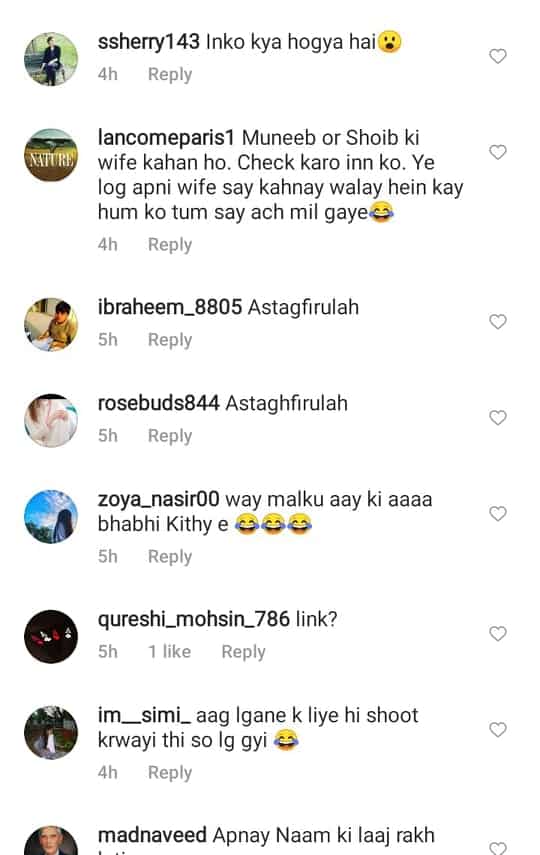 ssherry143 Inko kya hogya hai😮
4h Reply
NATURE
lancomeparis1 Muneeb or Shoib ki
wife kahan ho. Check karo inn ko. Ye
log apni wife say kahnay walay hein kay
hum ko tum say ach mil gaye😂
4h Reply
ibraheem_8805 Astagfirulah
5h Reply
rosebuds844 Astaghfirulah
5h Reply
zoya_nasir00 way malku aay ki aaaa
bhabhi Kithy e 😂😂😂
5h Reply
qureshi_mohsin_786 link?
5h 1 like Reply
im__simi_ aag lgane k liye hi shoot
krwayi thi so lg gyi 😂
4h Reply
madnaveed Apnay Naam ki laaj rakh